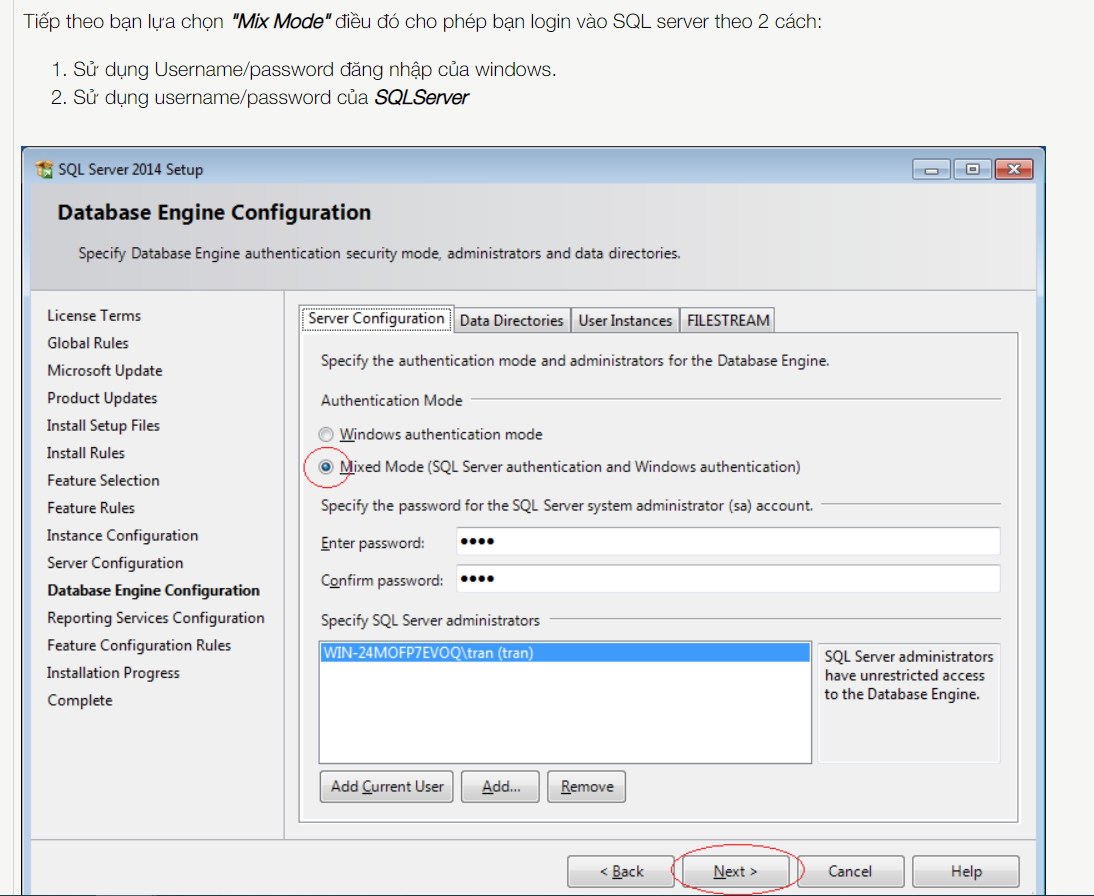 Tiếp theo bạn lựa chọn "Mix Mode" điều đó cho phép bạn login vào SQL server theo 2 cách:
1. Sử dụng Username/password đăng nhập của windows.
2. Sử dụng username/password của SQLServer
SQL Server 2014 Setup
Database Engine Configuration
Specify Database Engine authentication security mode, administrators and data directories.
License Terms
Global Rules
Microsoft Update
Product Updates
Install Setup Files
Install Rules
Feature Selection
Feature Rules
Instance Configuration
Server Configuration
Database Engine Configuration
Reporting Services Configuration
Feature Configuration Rules
Installation Progress
Complete
Server Configuration Data Directories User Instances FILESTREAM
Specify the authentication mode and administrators for the Database Engine.
Authentication Mode
Windows authentication mode
Mixed Mode (SQL Server authentication and Windows authentication)
Specify the password for the SQL Server system administrator (sa) account.
Enter password: ●●●●
Confirm password: ●●●●
Specify SQL Server administrators
WIN-24MOFP7EVOQ\tran (tran)
SQL Server administrators
have unrestricted access
to the Database Engine.
Add Current User Add... Remove
< Back Next > Cancel Help